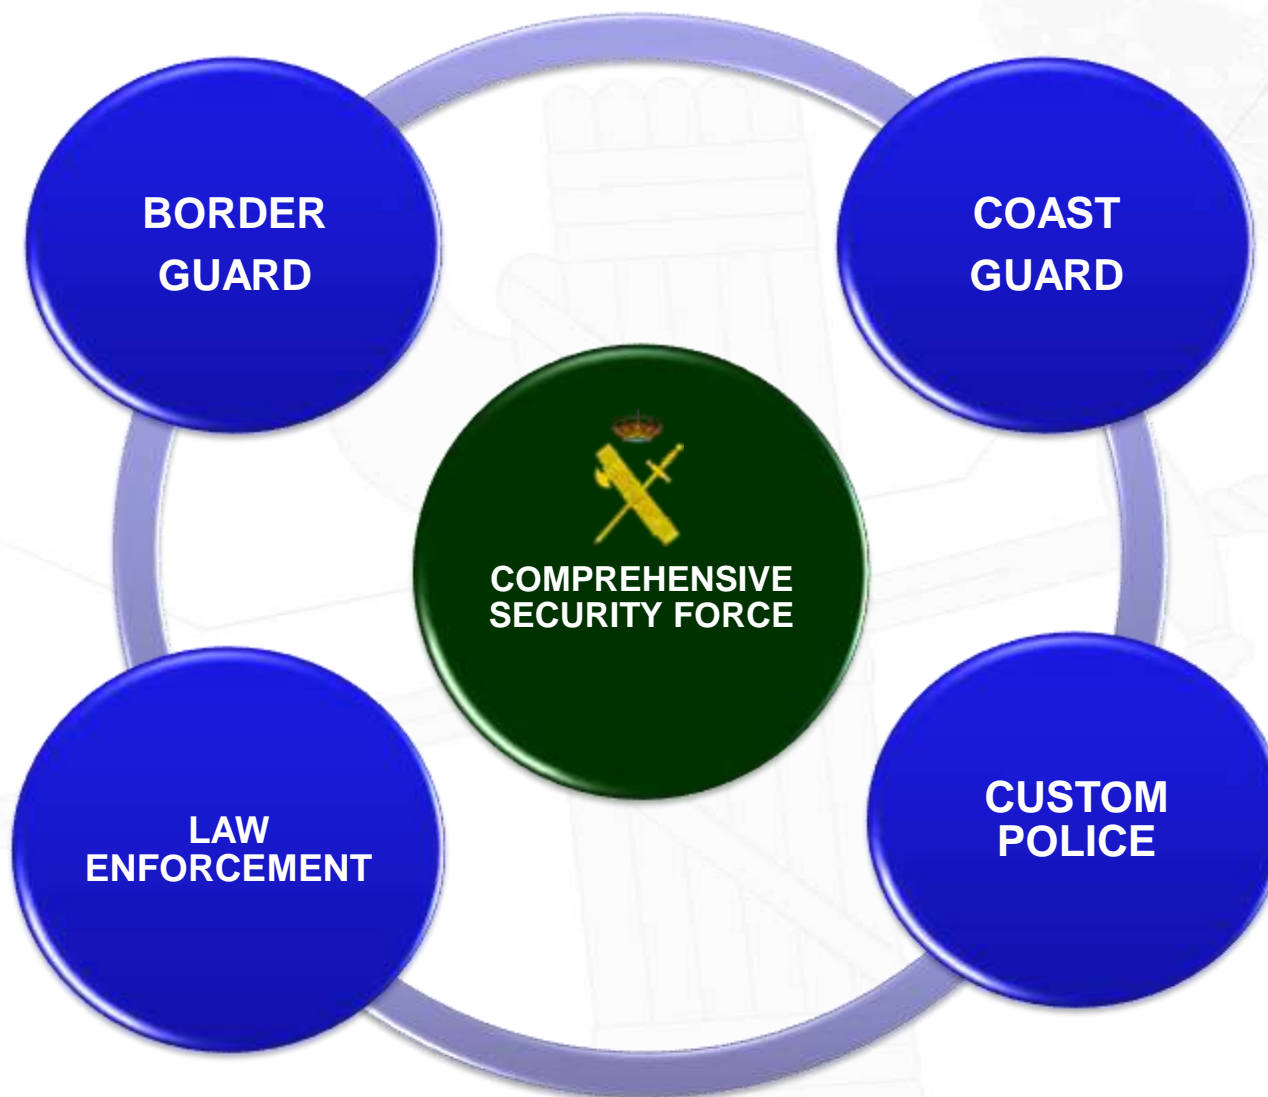 BORDER
GUARD
COAST
GUARD
COMPREHENSIVE
SECURITY FORCE
LAW
ENFORCEMENT
CUSTOM
POLICE